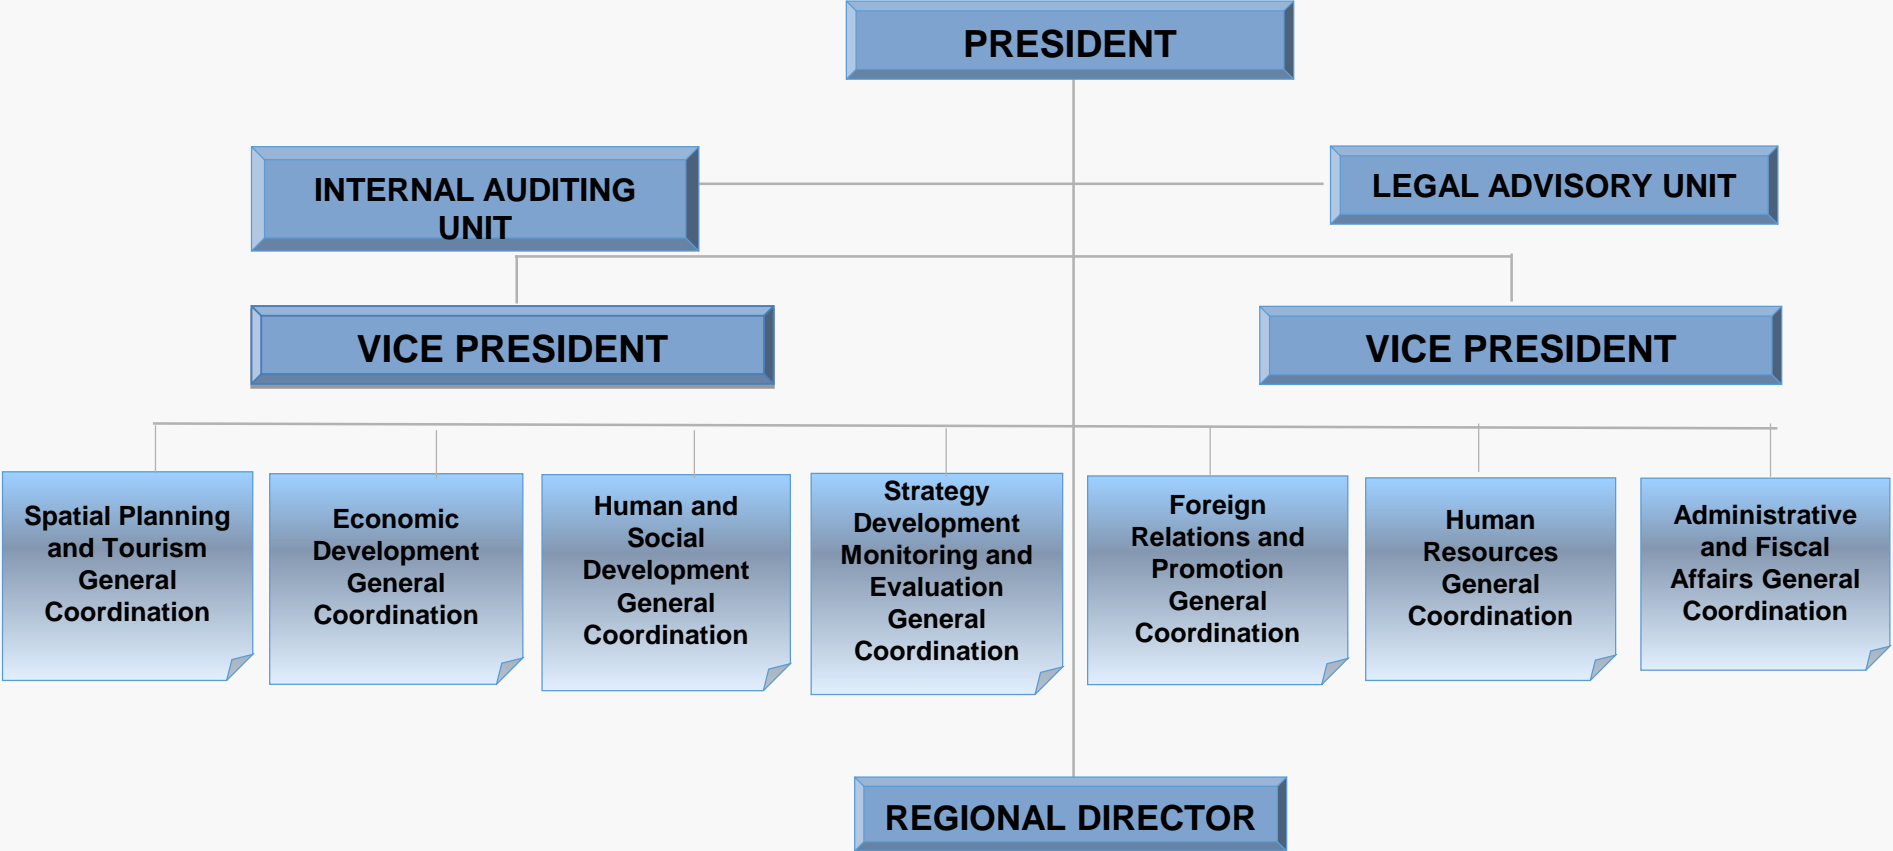 PRESIDENT
INTERNAL AUDITING
UNIT
LEGAL ADVISORY UNIT
VICE PRESIDENT
VICE PRESIDENT
Spatial Planning
and Tourism
General
Coordination
Economic
Development
General
Coordination
Human and
Social
Development
General
Coordination
Strategy
Development
Monitoring and
Evaluation
General
Coordination
Foreign
Relations and
Promotion
General
Coordination
Human
Resources
General
Coordination
Administrative
and Fiscal
Affairs General
Coordination
REGIONAL DIRECTOR